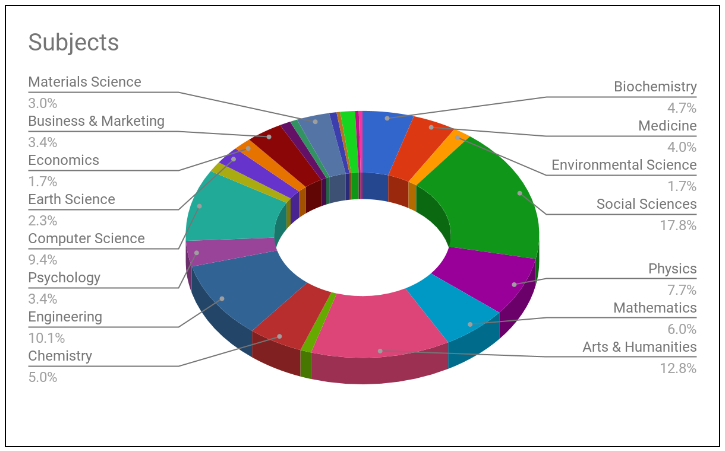 Subjects
Materials Science
3.0%
Business & Marketing
3.4%
Economics
1.7%
Earth Science
2.3%
Computer Science
9.4%
Psychology
3.4%
Engineering
10.1%
Chemistry
5.0%
Biochemistry
4.7%
Medicine
4.0%
Environmental Science
1.7%
Social Sciences
17.8%
Physics
7.7%
Mathematics
6.0%
Arts & Humanities
12.8%